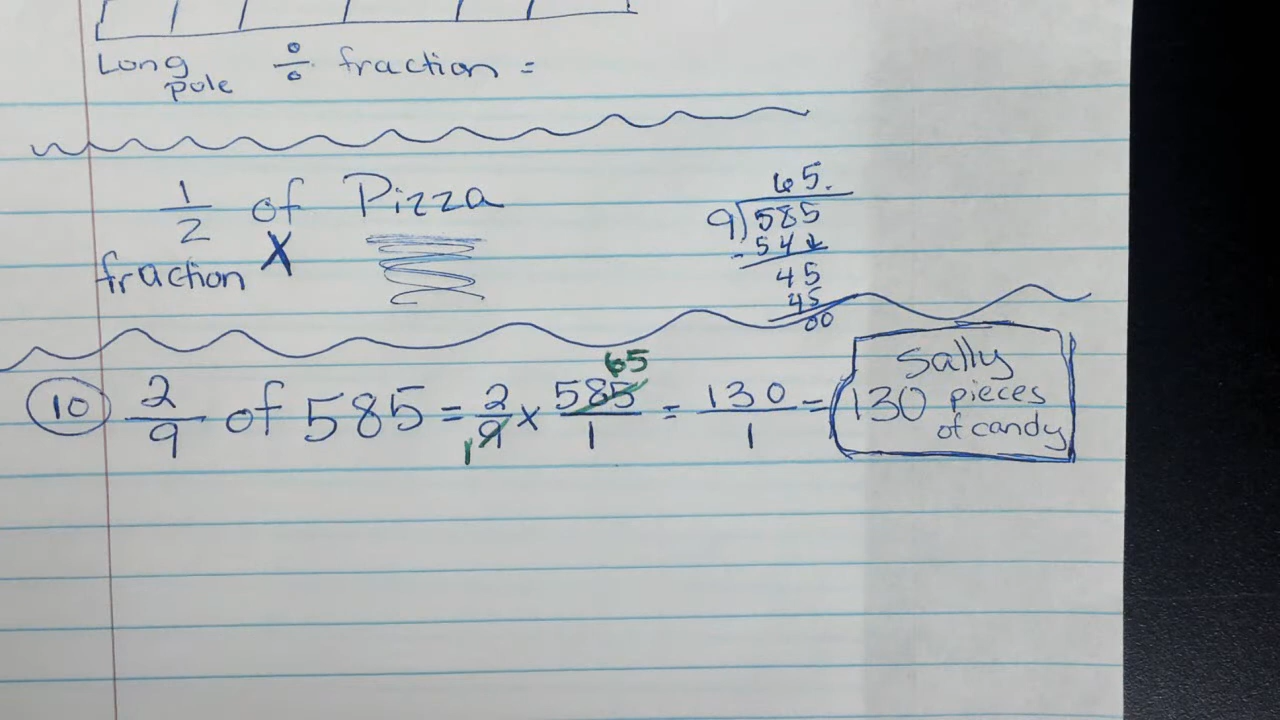 Long ÷ fraction =
pole
1/2 of Pizza
fraction X
65.
9)585
-54↓
45
45
00
10 2/9 of 585 = 2/9 x 585/1 = 130/1 = 130 pieces
1 65
Sally
of candy